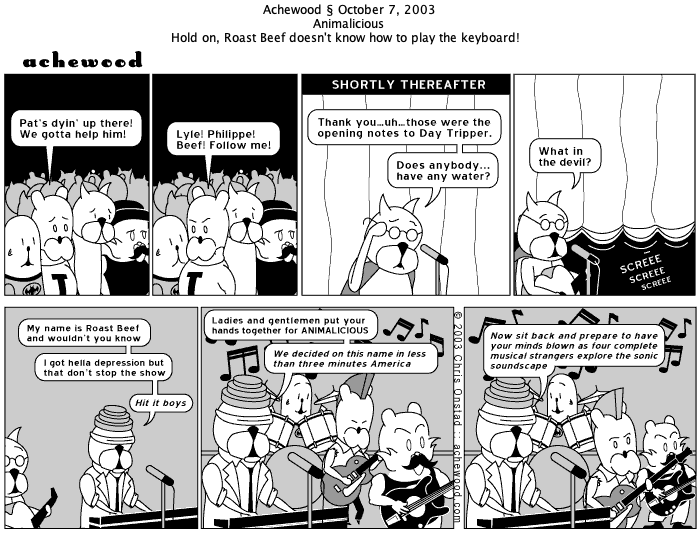 Achewood § October 7, 2003
Animalicious
Hold on, Roast Beef doesn't know how to play the keyboard!
achewood
Pat's dyin' up there!
We gotta help him!
Lyle! Philippe!
Beef! Follow me!
SHORTLY THEREAFTER
Thank you...uh...those were the
opening notes to Day Tripper.
Does anybody...
have any water?
What in
the devil?
SCREEE
SCREEE
SCREEE
My name is Roast Beef
and wouldn't you know
I got hella depression but
that don't stop the show
Hit it boys
Ladies and gentlemen put your
hands together for ANIMALICIOUS
We decided on this name in less
than three minutes America
© 2003 Chris Onstad :: achewood.com
Now sit back and prepare to have
your minds blown as four complete
musical strangers explore the sonic
soundscape